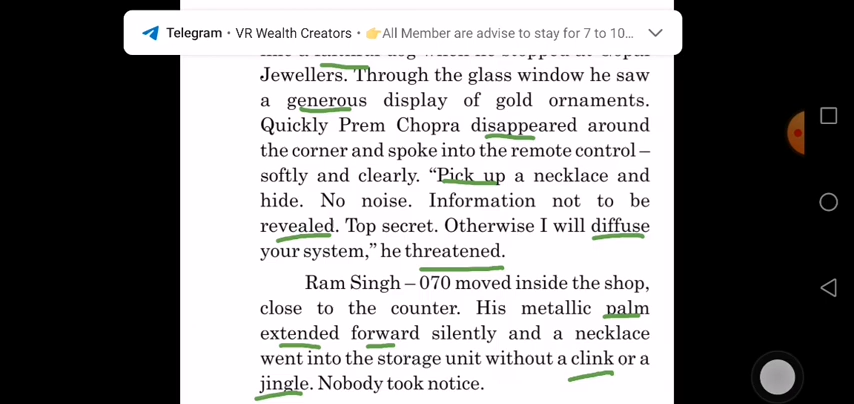 Telegram • VR Wealth Creators • 👉All Member are advise to stay for 7 to 10...
Jewellers. Through the glass window he saw
a generous display of gold ornaments.
Quickly Prem Chopra disappeared around
the corner and spoke into the remote control –
softly and clearly. “Pick up a necklace and
hide. No noise. Information not to be
revealed. Top secret. Otherwise I will diffuse
your system,” he threatened.
Ram Singh – 070 moved inside the shop,
close to the counter. His metallic palm
extended forward silently and a necklace
went into the storage unit without a clink or a
jingle. Nobody took notice.